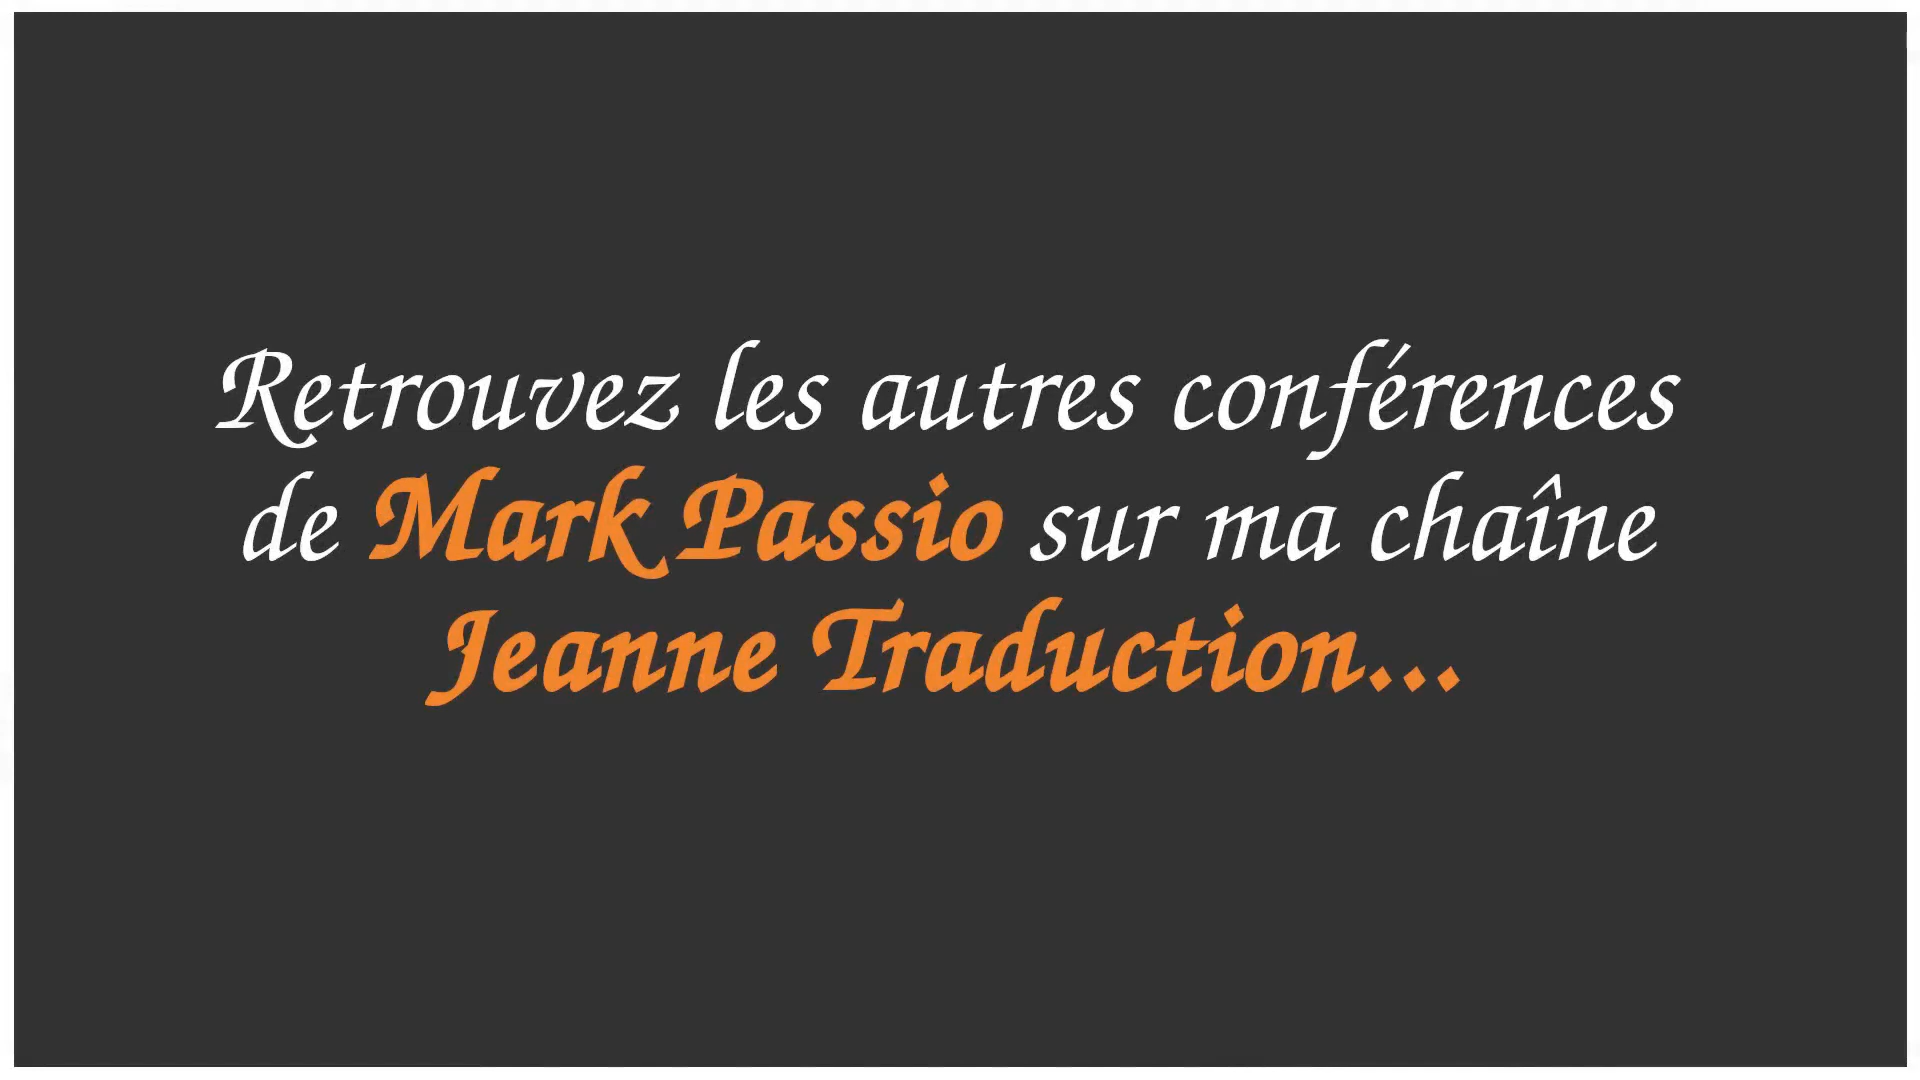 Retrouvez les autres conférences
de Mark Passio sur ma chaîne
Jeanne Traduction...